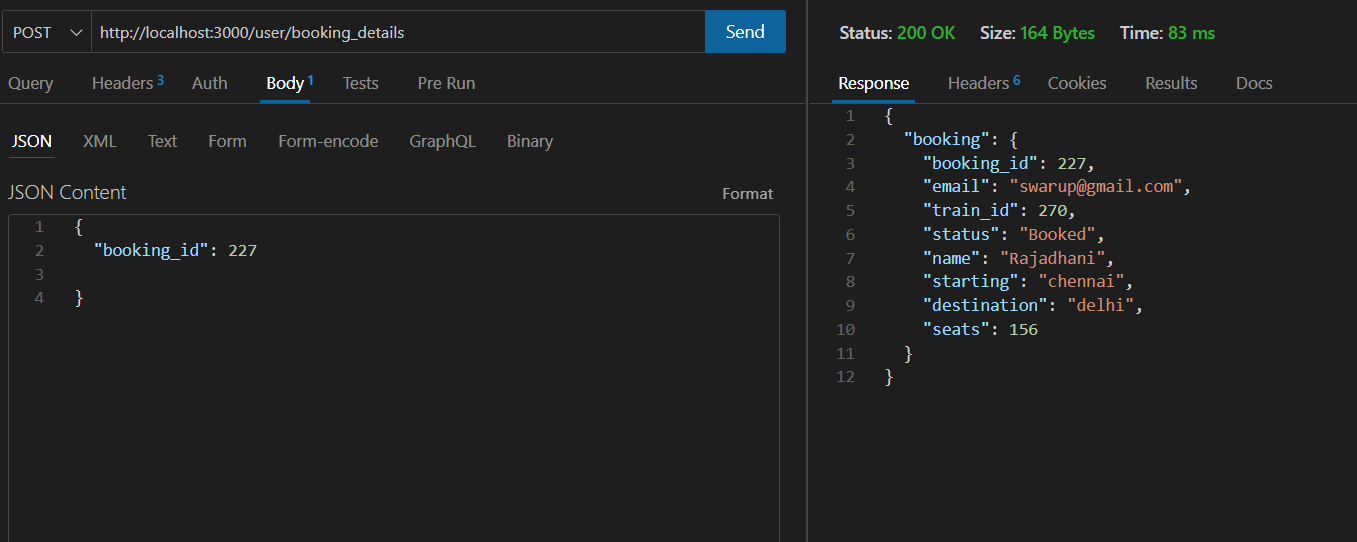 POST http://localhost:3000/user/booking_details Send
Query Headers 3 Auth Body 1 Tests Pre Run
JSON XML Text Form Form-encode GraphQL Binary
JSON Content Format
1 {
2 "booking_id": 227
3
4 }
Status: 200 OK Size: 164 Bytes Time: 83 ms
Response Headers 6 Cookies Results Docs
1 {
2 "booking": {
3 "booking_id": 227,
4 "email": "swarup@gmail.com",
5 "train_id": 270,
6 "status": "Booked",
7 "name": "Rajadhani",
8 "starting": "chennai",
9 "destination": "delhi",
10 "seats": 156
11 }
12 }